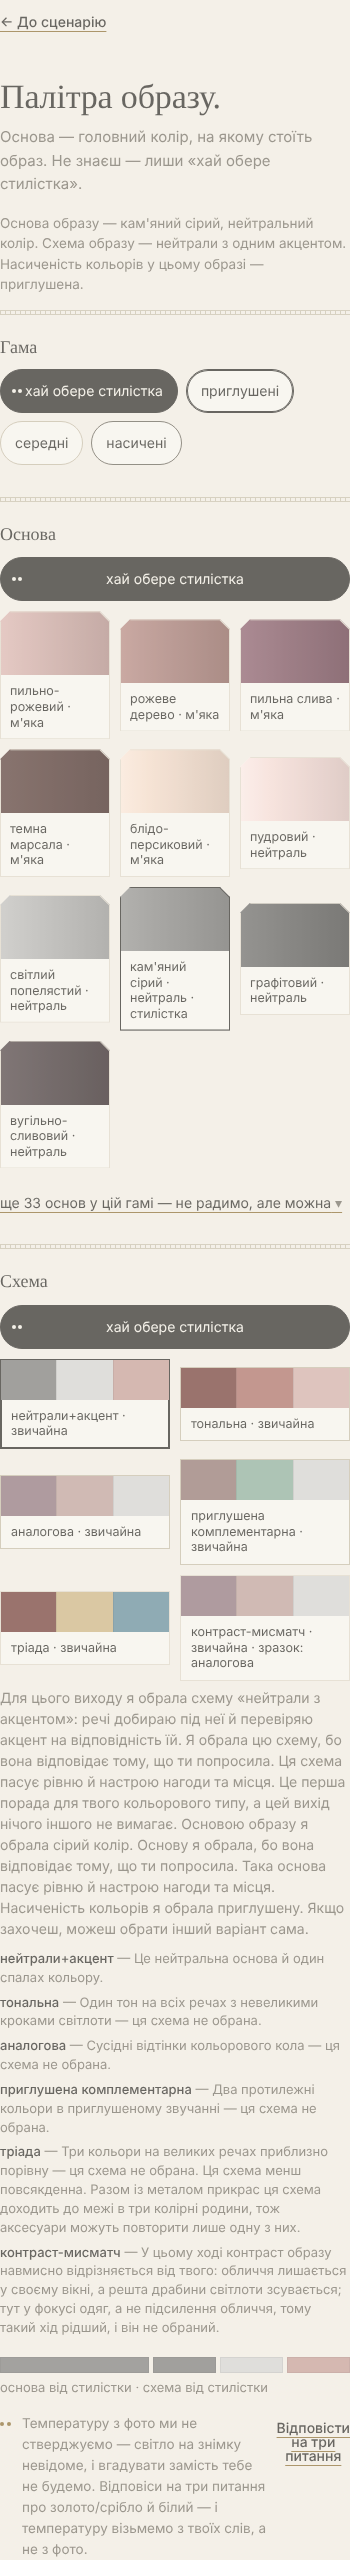 ← До сценарію
Палітра образу.
Основа — головний колір, на якому стоїть
образ. Не знаєш — лиши «хай обере
стилістка».
Основа образу — кам'яний сірий, нейтральний
колір. Схема образу — нейтрали з одним акцентом.
Насиченість кольорів у цьому образі —
приглушена.
Гама
хай обере стилістка
приглушені
середні
насичені
Основа
хай обере стилістка
пильно-
рожевий ·
м'яка
рожеве
дерево · м'яка
пильна слива ·
м'яка
темна
марсала ·
м'яка
блідо-
персиковий ·
м'яка
пудровий ·
нейтраль
світлий
попелястий ·
нейтраль
кам'яний
сірий ·
нейтраль ·
стилістка
графітовий ·
нейтраль
вугільно-
сливовий ·
нейтраль
ще 33 основ у цій гамі — не радимо, але можна ▾
Схема
хай обере стилістка
нейтрали+акцент ·
звичайна
тональна · звичайна
аналогова · звичайна
приглушена
комплементарна ·
звичайна
тріада · звичайна
контраст-мисматч ·
звичайна · зразок:
аналогова
Для цього виходу я обрала схему «нейтрали з
акцентом»: речі добираю під неї й перевіряю
акцент на відповідність їй. Я обрала цю схему, бо
вона відповідає тому, що ти попросила. Ця схема
пасує рівню й настрою нагоди та місця. Це перша
порада для твого кольорового типу, а цей вихід
нічого іншого не вимагає. Основою образу я
обрала сірий колір. Основу я обрала, бо вона
відповідає тому, що ти попросила. Така основа
пасує рівню й настрою нагоди та місця.
Насиченість кольорів я обрала приглушену. Якщо
захочеш, можеш обрати інший варіант сама.
нейтрали+акцент — Це нейтральна основа й один
спалах кольору.
тональна — Один тон на всіх речах з невеликими
кроками світлоти — ця схема не обрана.
аналогова — Сусідні відтінки кольорового кола — ця
схема не обрана.
приглушена комплементарна — Два протилежні
кольори в приглушеному звучанні — ця схема не
обрана.
тріада — Три кольори на великих речах приблизно
порівну — ця схема не обрана. Ця схема менш
повсякденна. Разом із металом прикрас ця схема
доходить до межі в три колірні родини, тож
аксесуари можуть повторити лише одну з них.
контраст-мисматч — У цьому ході контраст образу
навмисно відрізняється від твого: обличчя лишається
у своєму вікні, а решта драбини світлоти зсувається;
тут у фокусі одяг, а не підсилення обличчя, тому
такий хід рідший, і він не обраний.
основа від стилістки · схема від стилістки
Температуру з фото ми не
стверджуємо — світло на знімку
невідоме, і вгадувати замість тебе
не будемо. Відповіси на три питання
про золото/срібло й білий — і
температуру візьмемо з твоїх слів, а
не з фото.
Відповісти
на три
питання